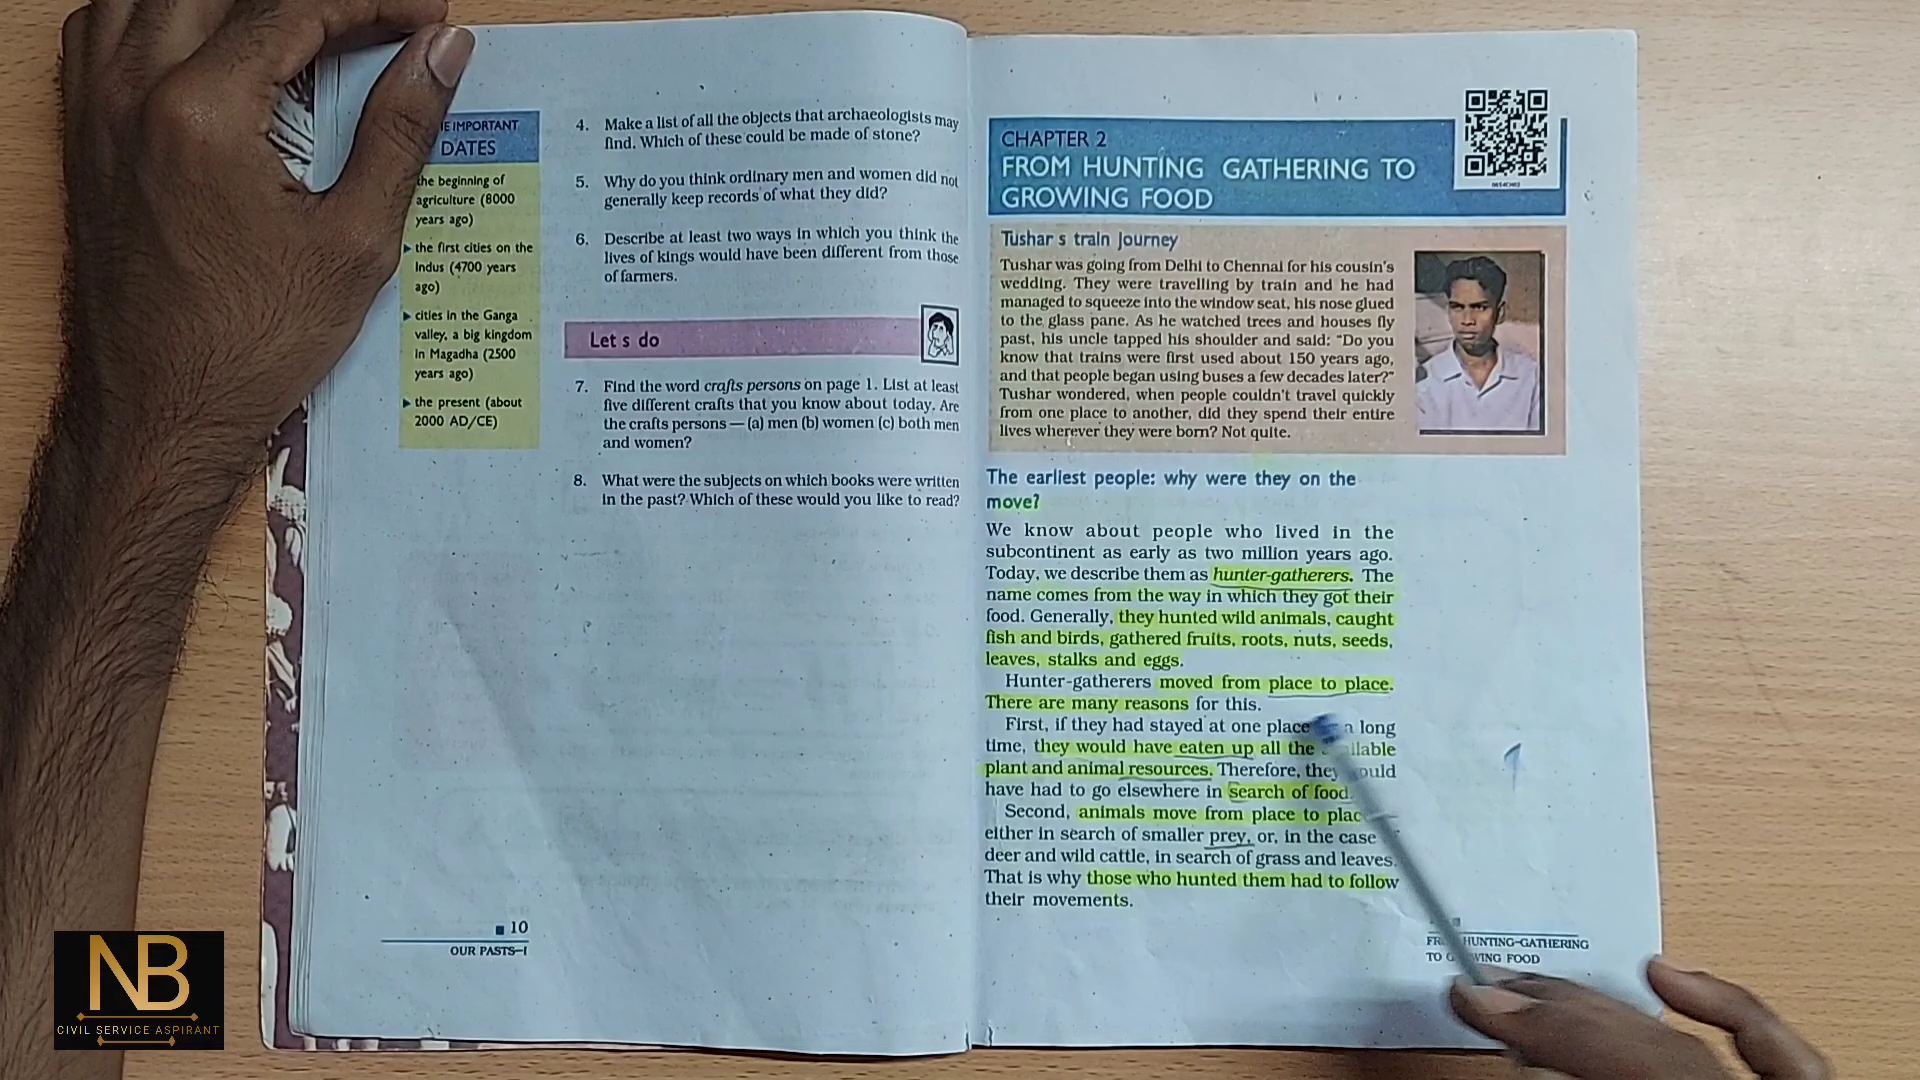 E IMPORTANT
DATES
the beginning of
agriculture (8000
years ago)
the first cities on the
Indus (4700 years
ago)
cities in the Ganga
valley, a big kingdom
in Magadha (2500
years ago)
the present (about
2000 AD/CE)
4. Make a list of all the objects that archaeologists may
find. Which of these could be made of stone?
5. Why do you think ordinary men and women did not
generally keep records of what they did?
6. Describe at least two ways in which you think the
lives of kings would have been different from those
of farmers.
Let s do
7. Find the word crafts persons on page 1. List at least
five different crafts that you know about today. Are
the crafts persons — (a) men (b) women (c) both men
and women?
8. What were the subjects on which books were written
in the past? Which of these would you like to read?
10
OUR PASTS–I
CHAPTER 2
FROM HUNTING GATHERING TO
GROWING FOOD
Tushar s train journey
Tushar was going from Delhi to Chennai for his cousin's
wedding. They were travelling by train and he had
managed to squeeze into the window seat, his nose glued
to the glass pane. As he watched trees and houses fly
past, his uncle tapped his shoulder and said: "Do you
know that trains were first used about 150 years ago,
and that people began using buses a few decades later?"
Tushar wondered, when people couldn't travel quickly
from one place to another, did they spend their entire
lives wherever they were born? Not quite.
The earliest people: why were they on the
move?
We know about people who lived in the
subcontinent as early as two million years ago.
Today, we describe them as hunter-gatherers. The
name comes from the way in which they got their
food. Generally, they hunted wild animals, caught
fish and birds, gathered fruits, roots, nuts, seeds,
leaves, stalks and eggs.
Hunter-gatherers moved from place to place.
There are many reasons for this.
First, if they had stayed at one place a long
time, they would have eaten up all the
plant and animal resources. Therefore, they
have had to go elsewhere in search of food.
Second, animals move from place to
either in search of smaller prey, or, in the case
deer and wild cattle, in search of grass and leaves.
That is why those who hunted them had to follow
their movements.
HUNTING–GATHERING
TO FOOD
NB
CIVIL SERVICE ASPIRANT